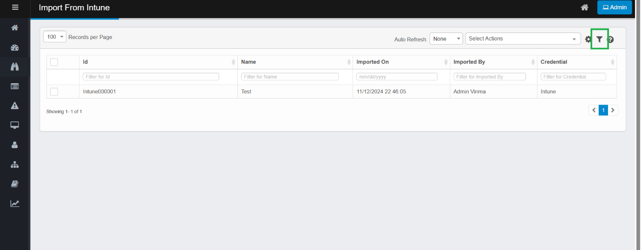 Import From Intune
Admin
100 Records per Page
Auto Refresh None Select Actions
Id Name Imported On Imported By Credential
Filter for Id Filter for Name mm/dd/yyyy Filter for Imported By Filter for Credential
Intune000001 Test 11/12/2024 22:46:05 Admin Virima Intune
Showing 1- 1 of 1
1